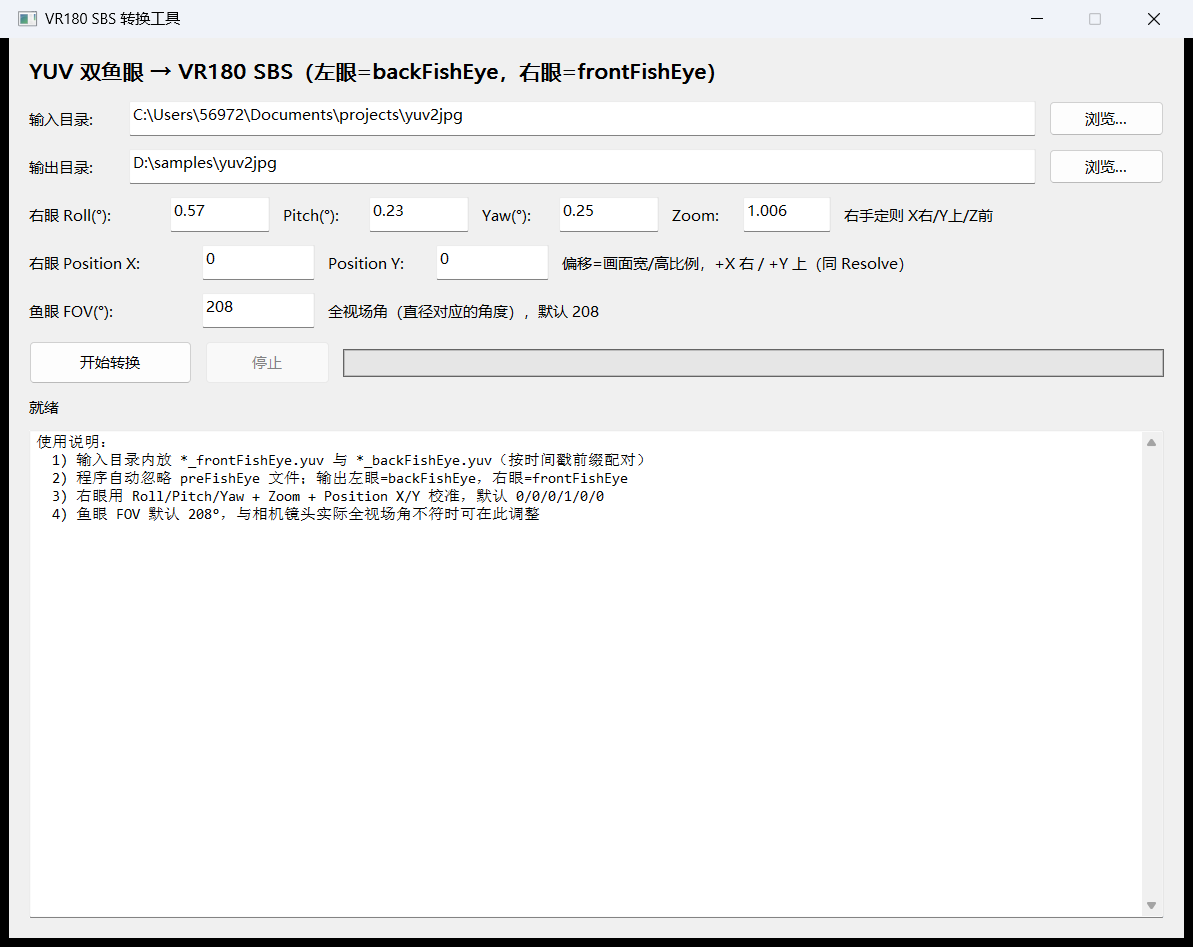 VR180 SBS 转换工具
YUV 双鱼眼 → VR180 SBS（左眼=backFishEye，右眼=frontFishEye）
输入目录: C:\Users\56972\Documents\projects\yuv2jpg 浏览...
输出目录: D:\samples\yuv2jpg 浏览...
右眼 Roll(°): 0.57 Pitch(°): 0.23 Yaw(°): 0.25 Zoom: 1.006 右手定则 X右/Y上/Z前
右眼 Position X: 0 Position Y: 0 偏移=画面宽/高比例，+X 右 / +Y 上（同 Resolve）
鱼眼 FOV(°): 208 全视场角（直径对应的角度），默认 208
开始转换 停止
就绪
使用说明：
1) 输入目录内放 *_frontFishEye.yuv 与 *_backFishEye.yuv（按时间戳前缀配对）
2) 程序自动忽略 preFishEye 文件；输出左眼=backFishEye，右眼=frontFishEye
3) 右眼用 Roll/Pitch/Yaw + Zoom + Position X/Y 校准，默认 0/0/0/1/0/0
4) 鱼眼 FOV 默认 208°，与相机镜头实际全视场角不符时可在此调整